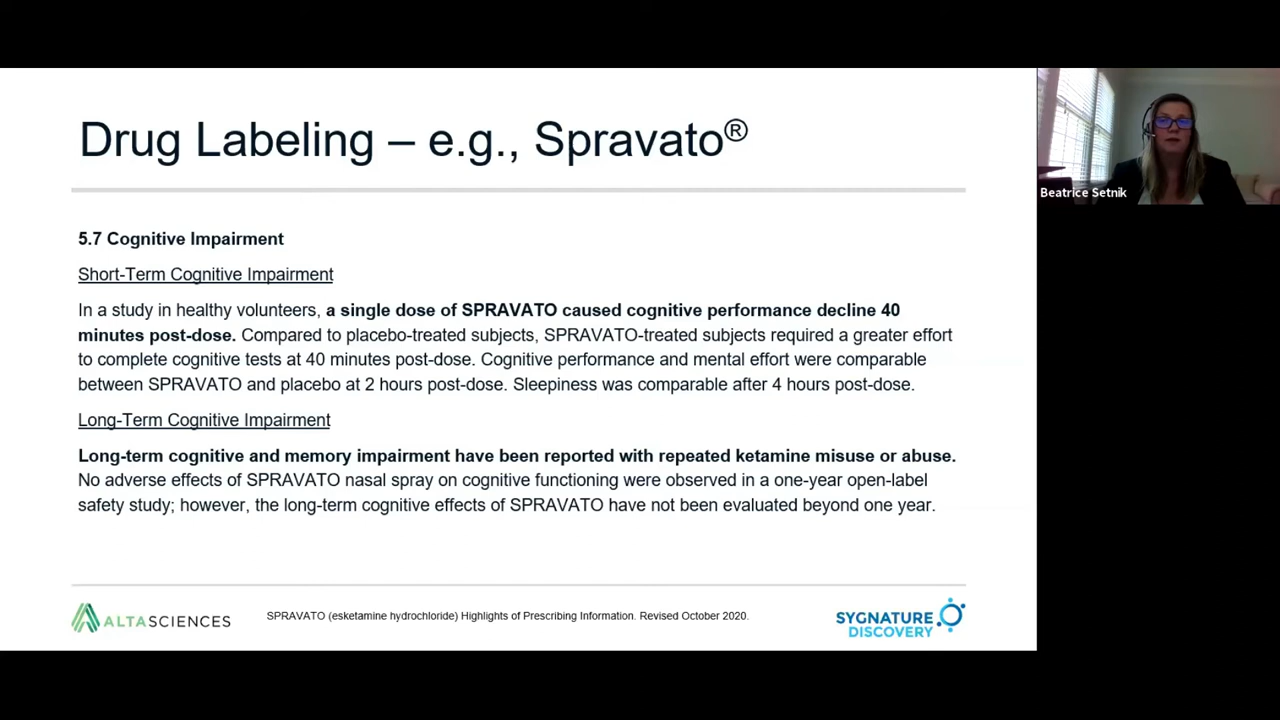 Drug Labeling – e.g., Spravato®
Beatrice Setnik
5.7 Cognitive Impairment
Short-Term Cognitive Impairment
In a study in healthy volunteers, a single dose of SPRAVATO caused cognitive performance decline 40
minutes post-dose. Compared to placebo-treated subjects, SPRAVATO-treated subjects required a greater effort
to complete cognitive tests at 40 minutes post-dose. Cognitive performance and mental effort were comparable
between SPRAVATO and placebo at 2 hours post-dose. Sleepiness was comparable after 4 hours post-dose.
Long-Term Cognitive Impairment
Long-term cognitive and memory impairment have been reported with repeated ketamine misuse or abuse.
No adverse effects of SPRAVATO nasal spray on cognitive functioning were observed in a one-year open-label
safety study; however, the long-term cognitive effects of SPRAVATO have not been evaluated beyond one year.
ALTASCIENCES
SPRAVATO (esketamine hydrochloride) Highlights of Prescribing Information. Revised October 2020.
SYGNATURE
DISCOVERY